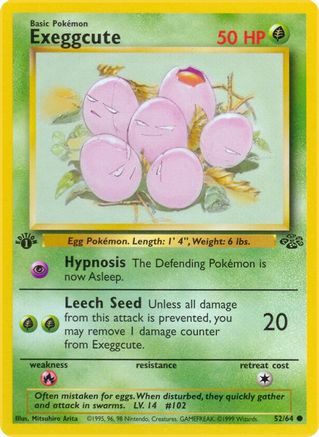 Basic Pokémon
Exeggcute
50 HP
EDITION
1
Egg Pokémon. Length: 1' 4", Weight: 6 lbs.
Hypnosis The Defending Pokémon is
now Asleep.
Leech Seed Unless all damage
from this attack is prevented, you
may remove 1 damage counter
from Exeggcute.
20
weakness
resistance
retreat cost
Often mistaken for eggs. When disturbed, they quickly gather
and attack in swarms. LV. 14 #102
Illus. Mitsuhiro Arita
©1995, 96, 98 Nintendo, Creatures, GAMEFREAK. ©1999 Wizards.
52/64